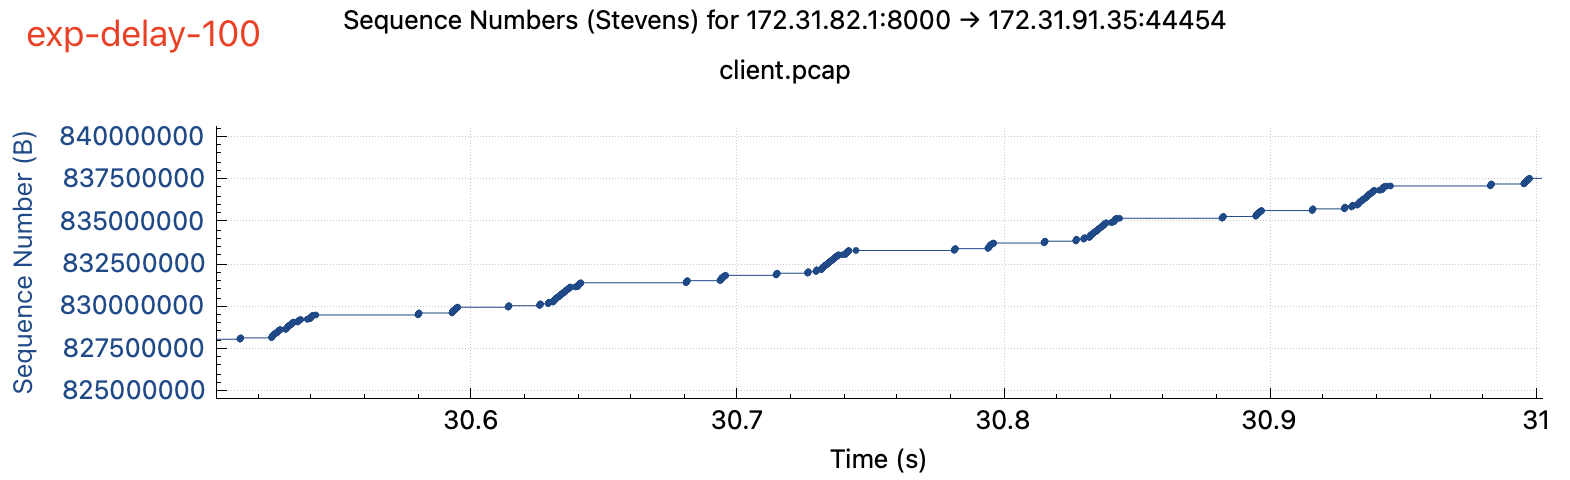 exp-delay-100
Sequence Numbers (Stevens) for 172.31.82.1:8000 → 172.31.91.35:44454
client.pcap
Sequence Number (B)
840000000
837500000
835000000
832500000
830000000
827500000
825000000
30.6 30.7 30.8 30.9 31
Time (s)